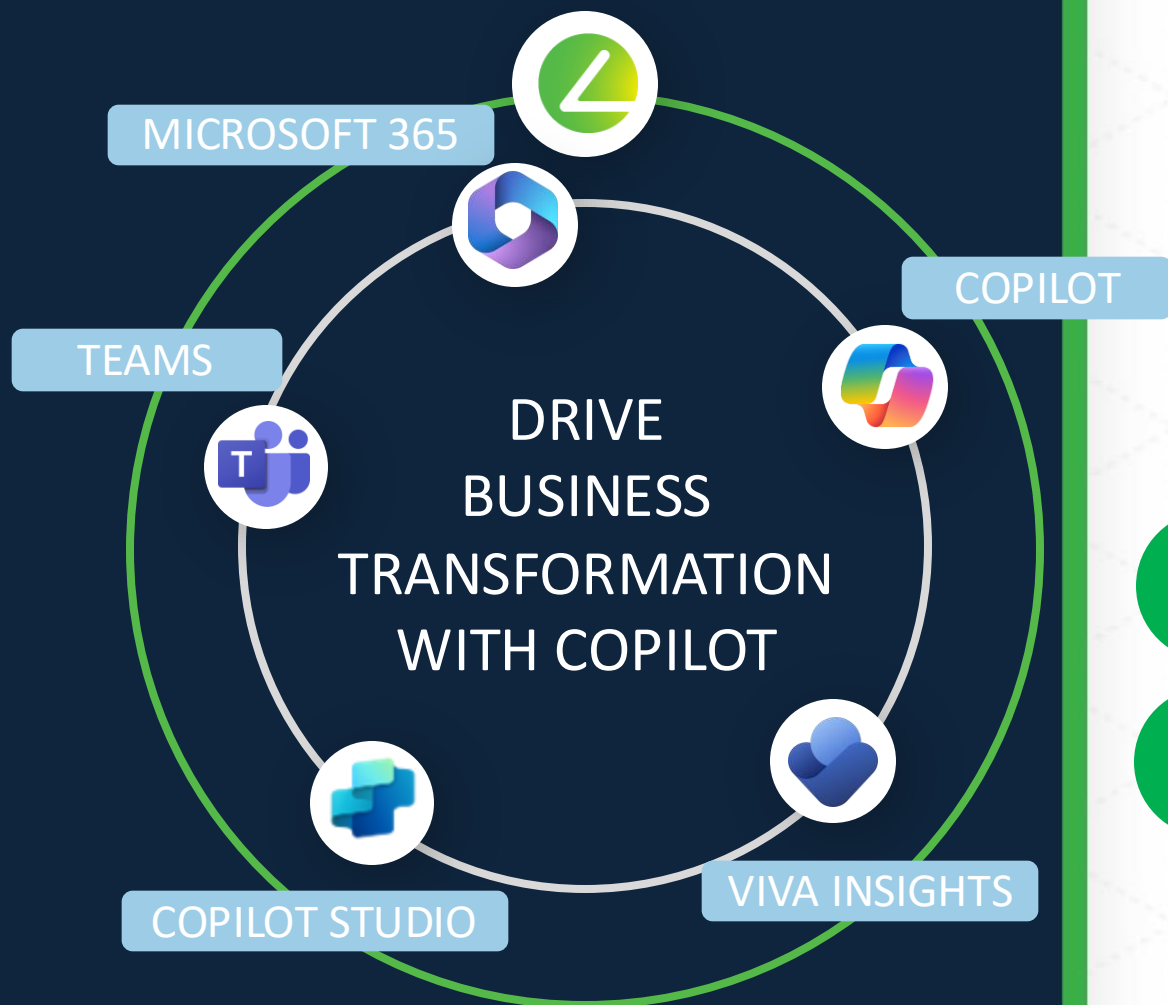 MICROSOFT 365
COPILOT
TEAMS
T
DRIVE
BUSINESS
TRANSFORMATION
WITH COPILOT
VIVA INSIGHTS
COPILOT STUDIO